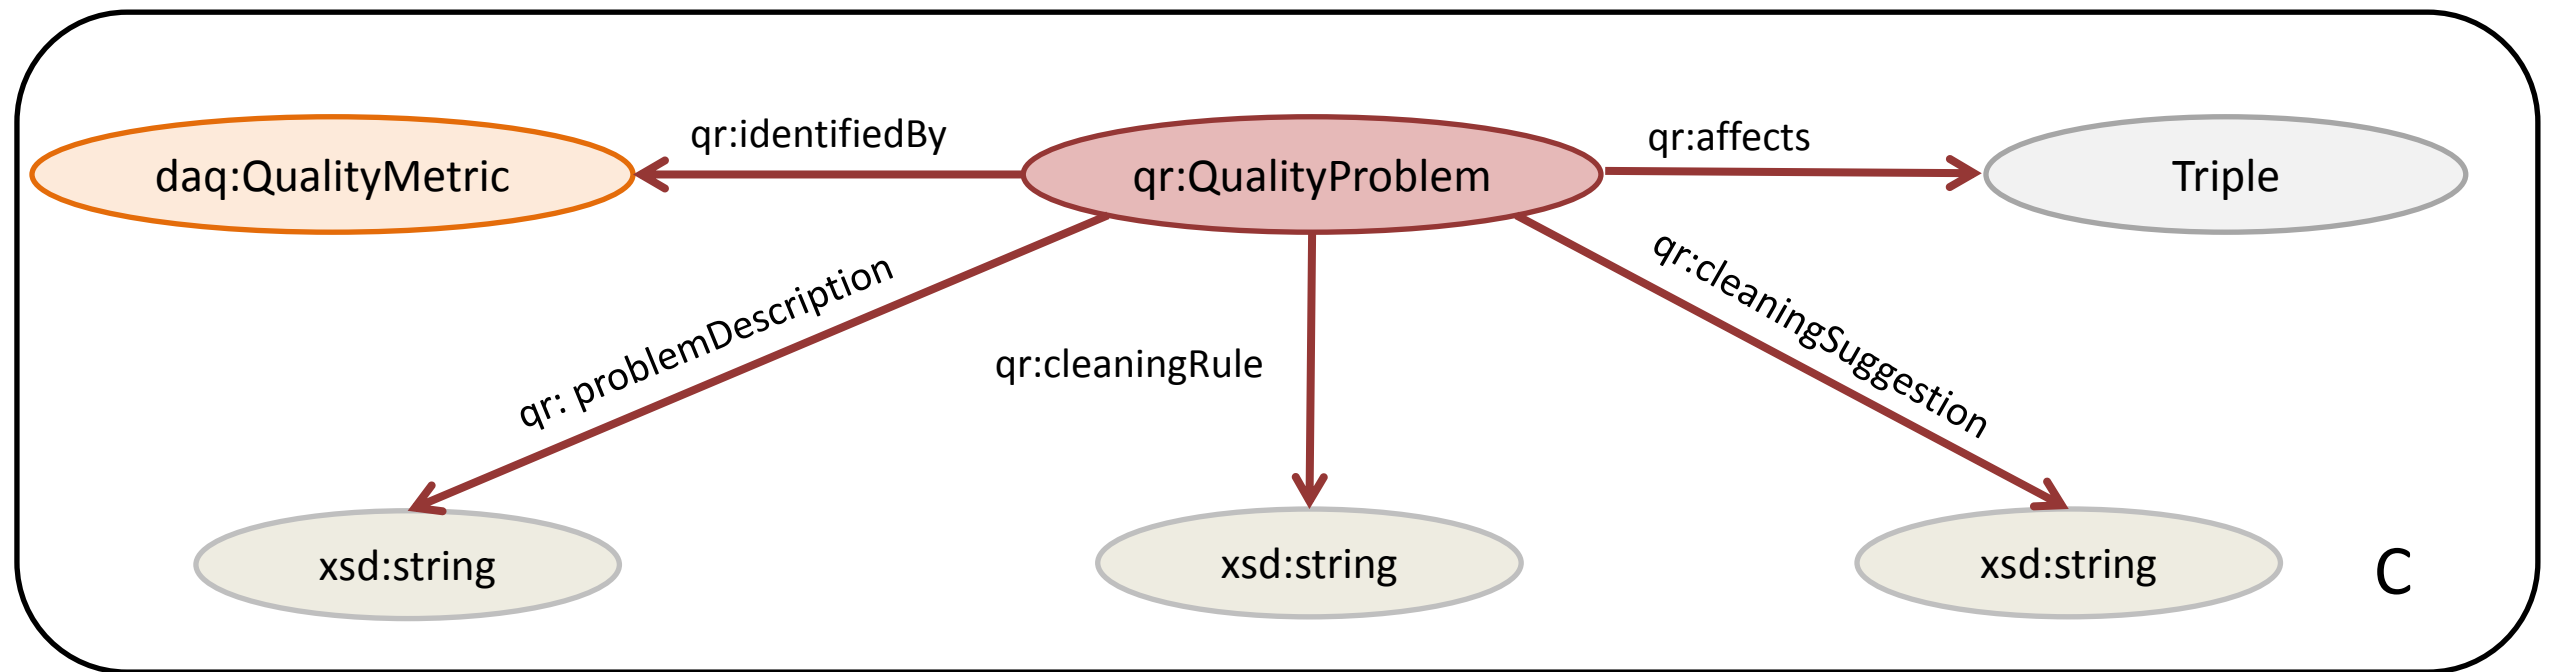 qr:identifiedBy
qr:affects
daq:QualityMetric
qr:QualityProblem
Triple
qr: problemDescription
qr:cleaningRule
qr:cleaningSuggestion
xsd:string
xsd:string
xsd:string
C